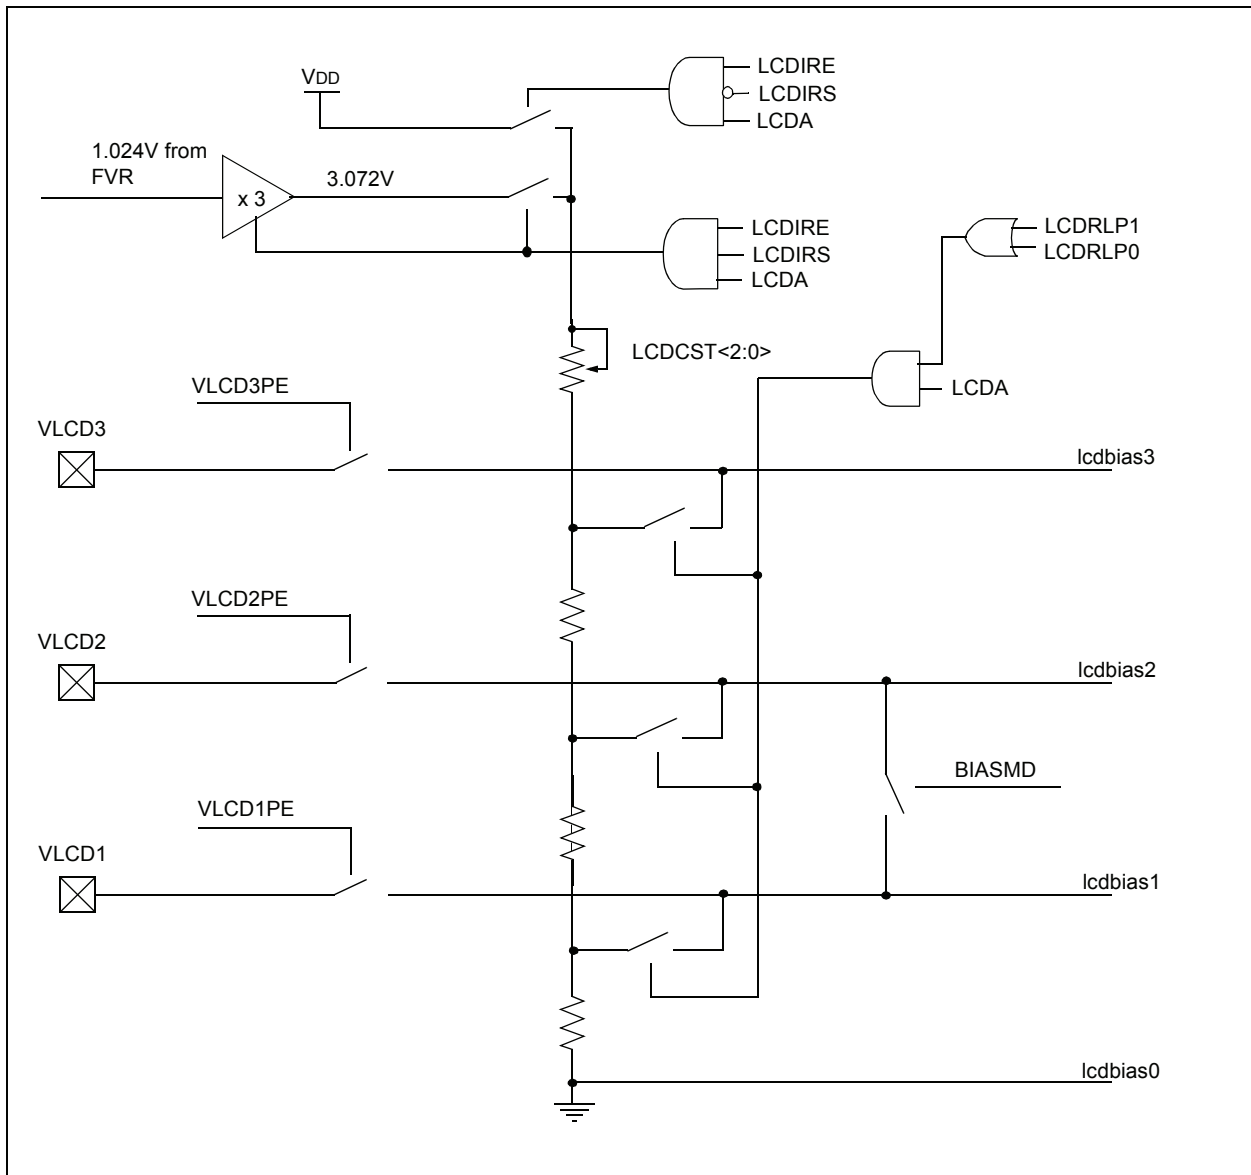 VDD
LCDIRE
LCDIRS
LCDA
1.024V from
FVR
x 3
3.072V
LCDIRE
LCDIRS
LCDA
LCDRLP1
LCDRLP0
LCDCST<2:0>
LCDA
VLCD3PE
VLCD3
lcdbias3
VLCD2PE
VLCD2
lcdbias2
BIASMD
VLCD1PE
VLCD1
lcdbias1
lcdbias0